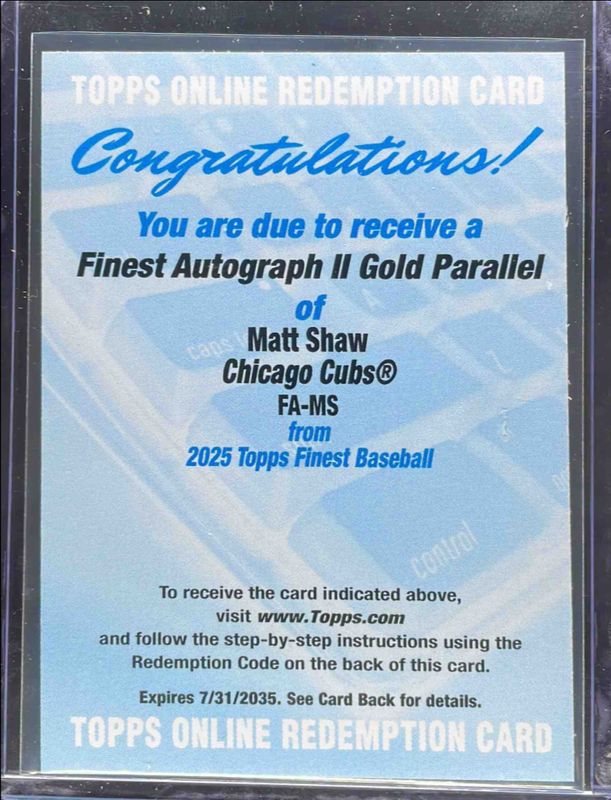 TOPPS ONLINE REDEMPTION CARD
Congratulations!
You are due to receive a
Finest Autograph II Gold Parallel
of
Matt Shaw
Chicago Cubs®
FA-MS
from
2025 Topps Finest Baseball
caps
control
To receive the card indicated above,
visit www.Topps.com
and follow the step-by-step instructions using the
Redemption Code on the back of this card.
Expires 7/31/2035. See Card Back for details.
TOPPS ONLINE REDEMPTION CARD